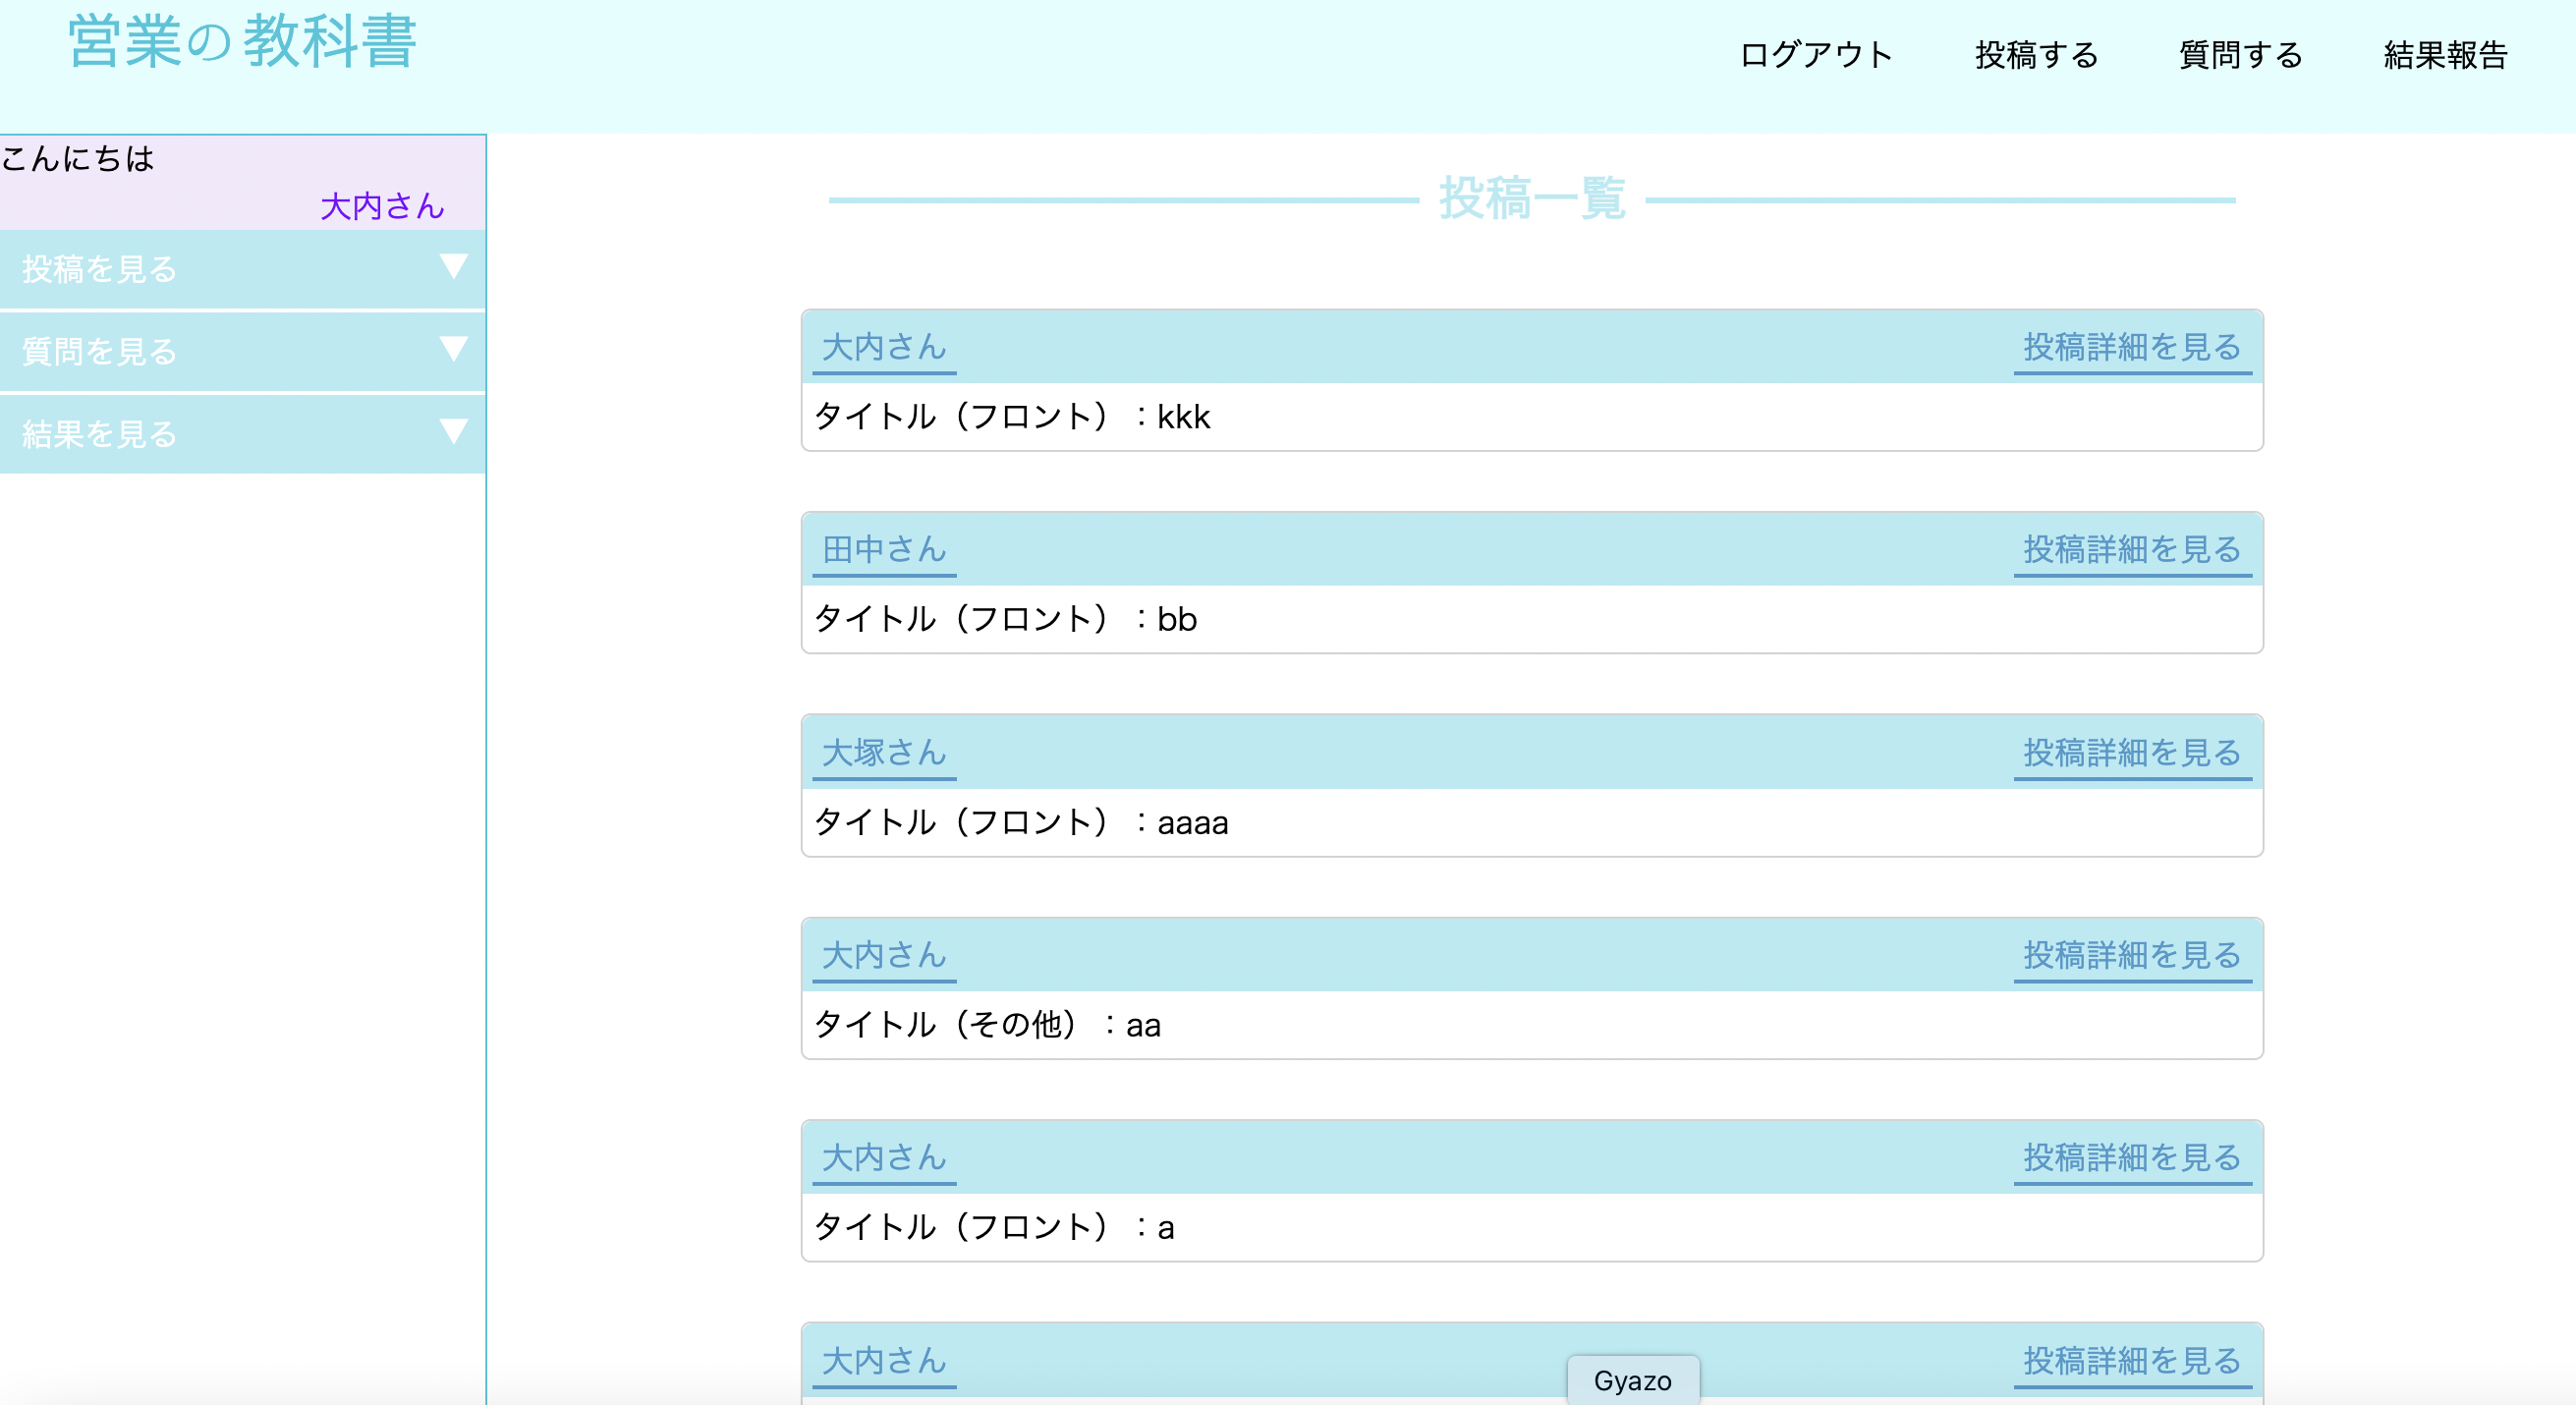 営業の教科書
ログアウト 投稿する 質問する 結果報告
こんにちは
大内さん
投稿を見る ▼
質問を見る ▼
結果を見る ▼
投稿一覧
大内さん 投稿詳細を見る
タイトル（フロント）：kkk
田中さん 投稿詳細を見る
タイトル（フロント）：bb
大塚さん 投稿詳細を見る
タイトル（フロント）：aaaa
大内さん 投稿詳細を見る
タイトル（その他）：aa
大内さん 投稿詳細を見る
タイトル（フロント）：a
大内さん 投稿詳細を見る
Gyazo